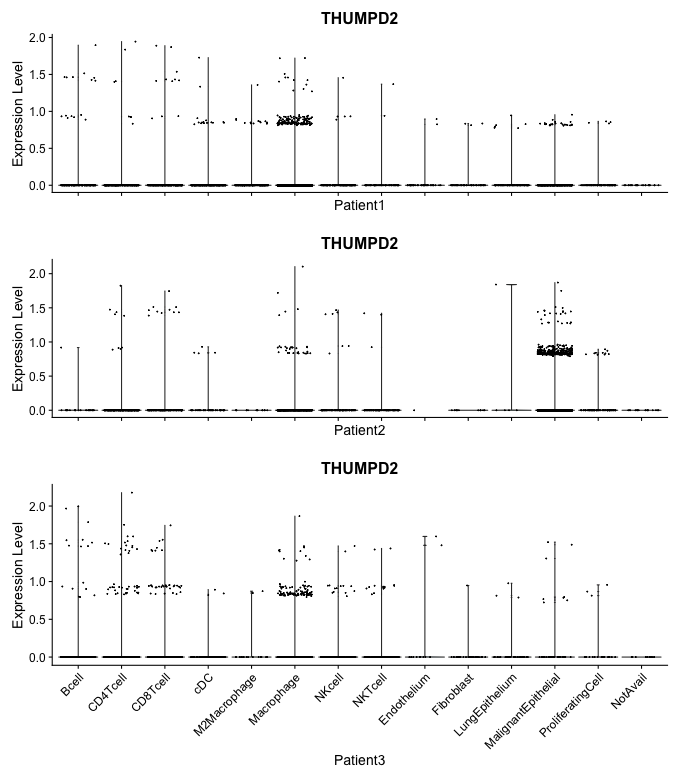 THUMPD2
Expression Level
2.0
1.5
1.0
0.5
0.0
Patient1
THUMPD2
Expression Level
2.0
1.5
1.0
0.5
0.0
Patient2
THUMPD2
Expression Level
2.0
1.5
1.0
0.5
0.0
Bcell
CD4Tcell
CD8Tcell
cDC
M2Macrophage
Macrophage
NKcell
NKTcell
Endothelium
Fibroblast
LungEpithelium
MalignantEpithelial
ProliferatingCell
NotAvail
Patient3